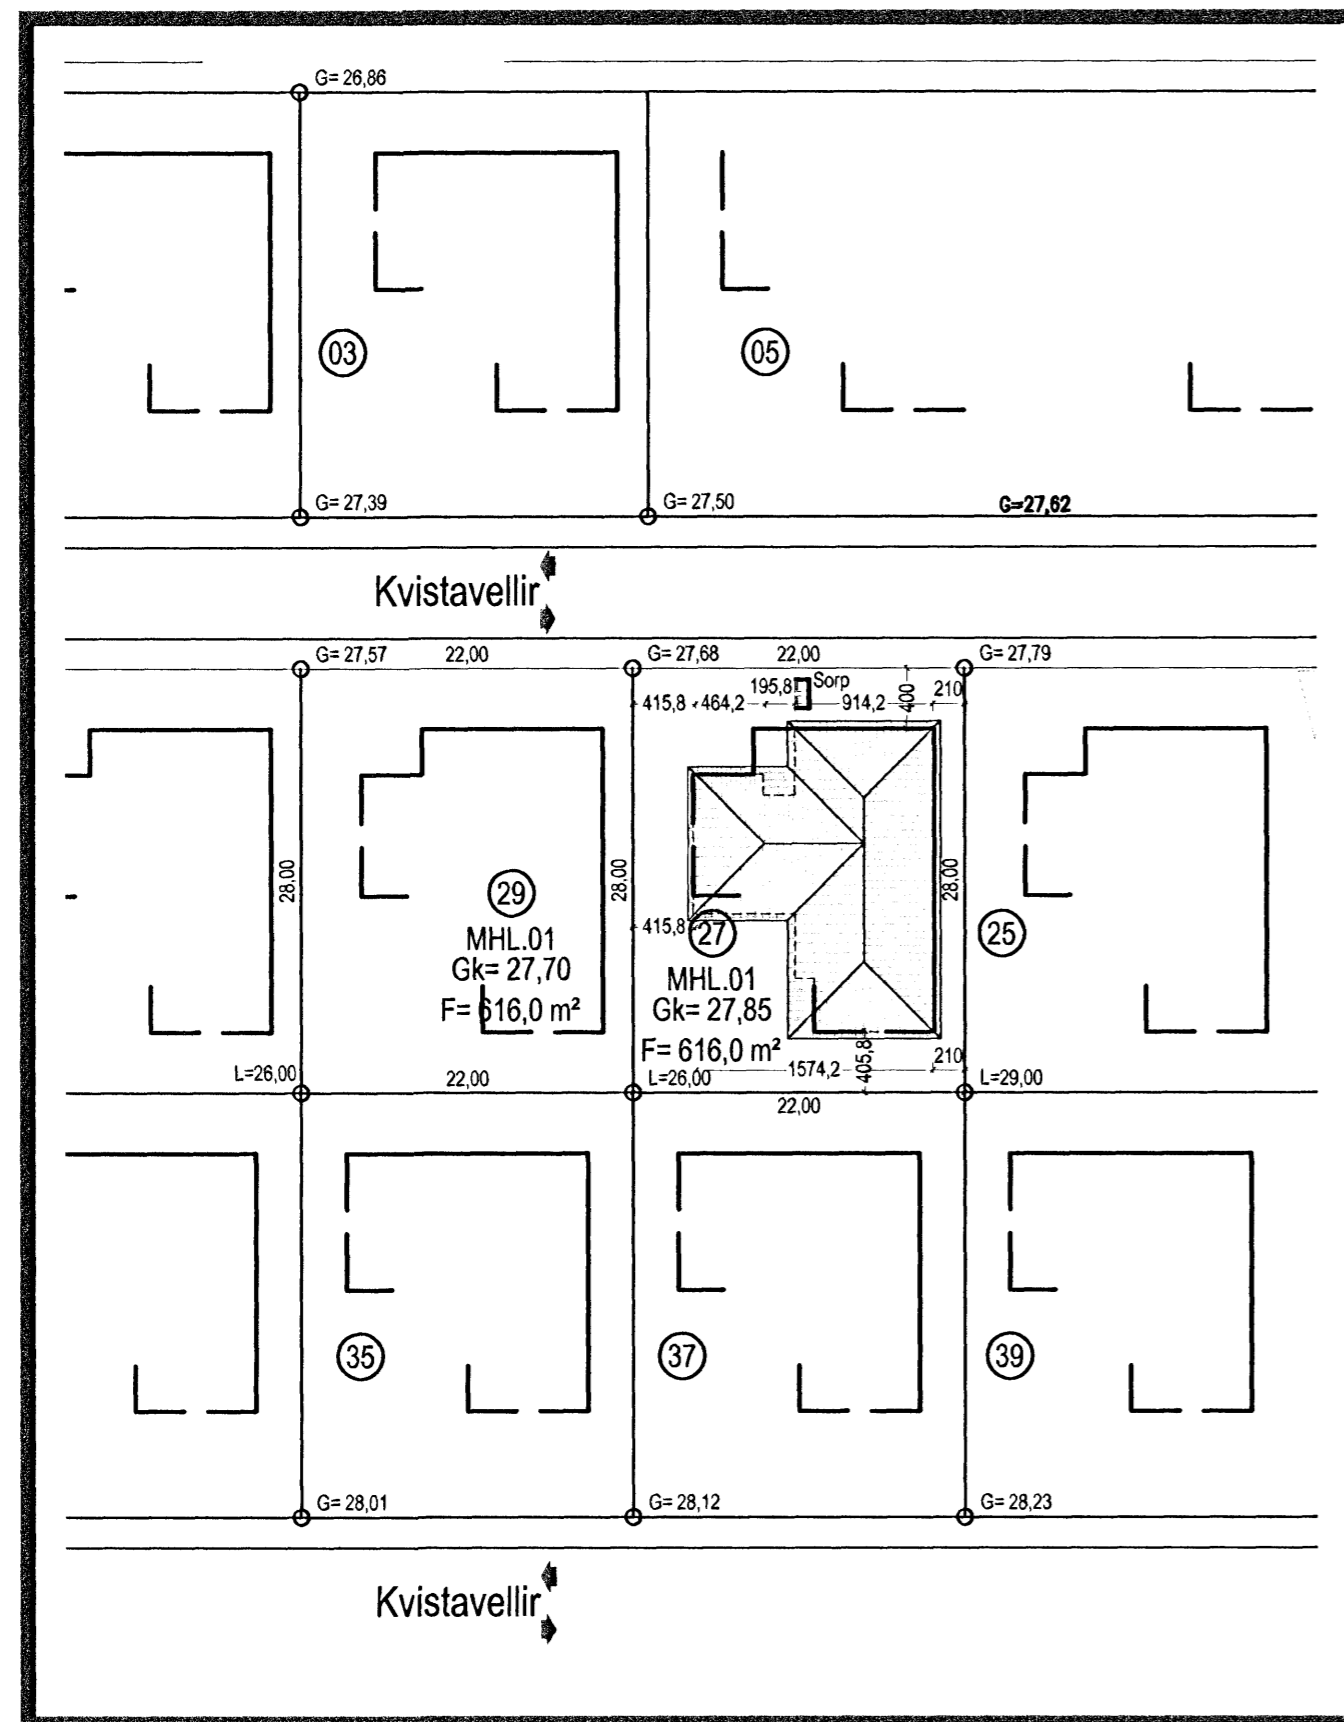 G= 26,86
03
05
G= 27,39
G= 27,50
G=27,62
Kvistavellir
G= 27,57
22,00
G= 27,68
22,00
G= 27,79
195,8
Sorp
400
210
415,8
464,2
914,2
28,00
28,00
28,00
29
MHL.01
Gk= 27,70
F= 616,0 m²
415,8
27
MHL.01
Gk= 27,85
F= 616,0 m²
25
1574,2
405,8
210
L=26,00
22,00
L=26,00
22,00
L=29,00
35
37
39
G= 28,01
G= 28,12
G= 28,23
Kvistavellir